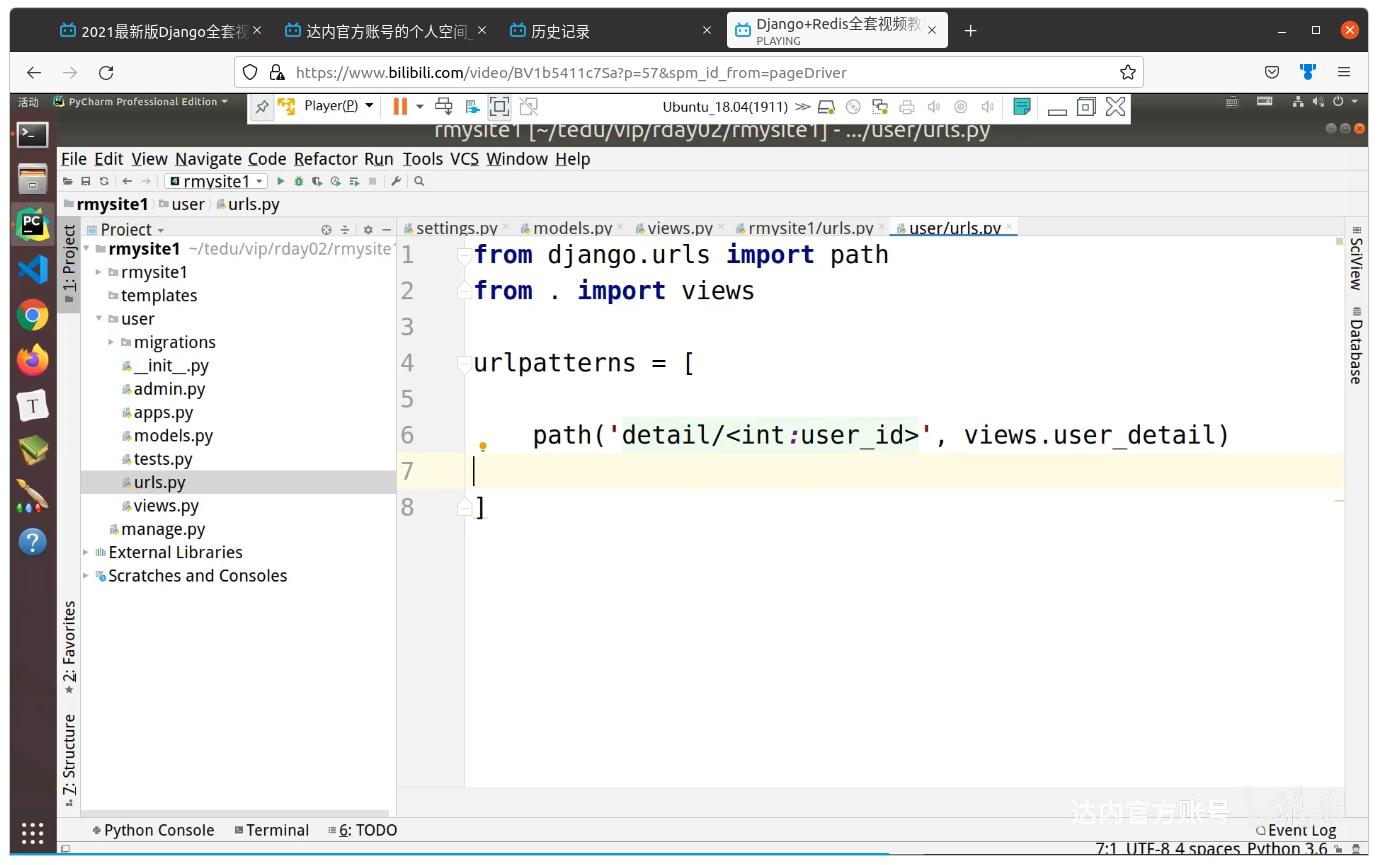 2021最新版Django全套视
达内官方账号的个人空间_
历史记录
Django+Redis全套视频教
PLAYING
https://www.bilibili.com/video/BV1b5411c7Sa?p=57&spm_id_from=pageDriver
活动 PyCharm Professional Edition
Player(P)
Ubuntu_18.04(1911)
rmysite1 [~/tedu/vip/rday02/rmysite1] - .../user/urls.py
File Edit View Navigate Code Refactor Run Tools VCS Window Help
rmysite1
rmysite1 user urls.py
1: Project
2: Favorites
7: Structure
Project
rmysite1 ~/tedu/vip/rday02/rmysite1
rmysite1
templates
user
migrations
__init__.py
admin.py
apps.py
models.py
tests.py
urls.py
views.py
manage.py
External Libraries
Scratches and Consoles
settings.py models.py views.py rmysite1/urls.py user/urls.py
1 from django.urls import path
2 from . import views
3
4 urlpatterns = [
5
6 path('detail/<int:user_id>', views.user_detail)
7
8 ]
SciView
Database
达内官方账号
Python Console Terminal 6: TODO Event Log
7:1 UTF-8 4 spaces Python 3.6